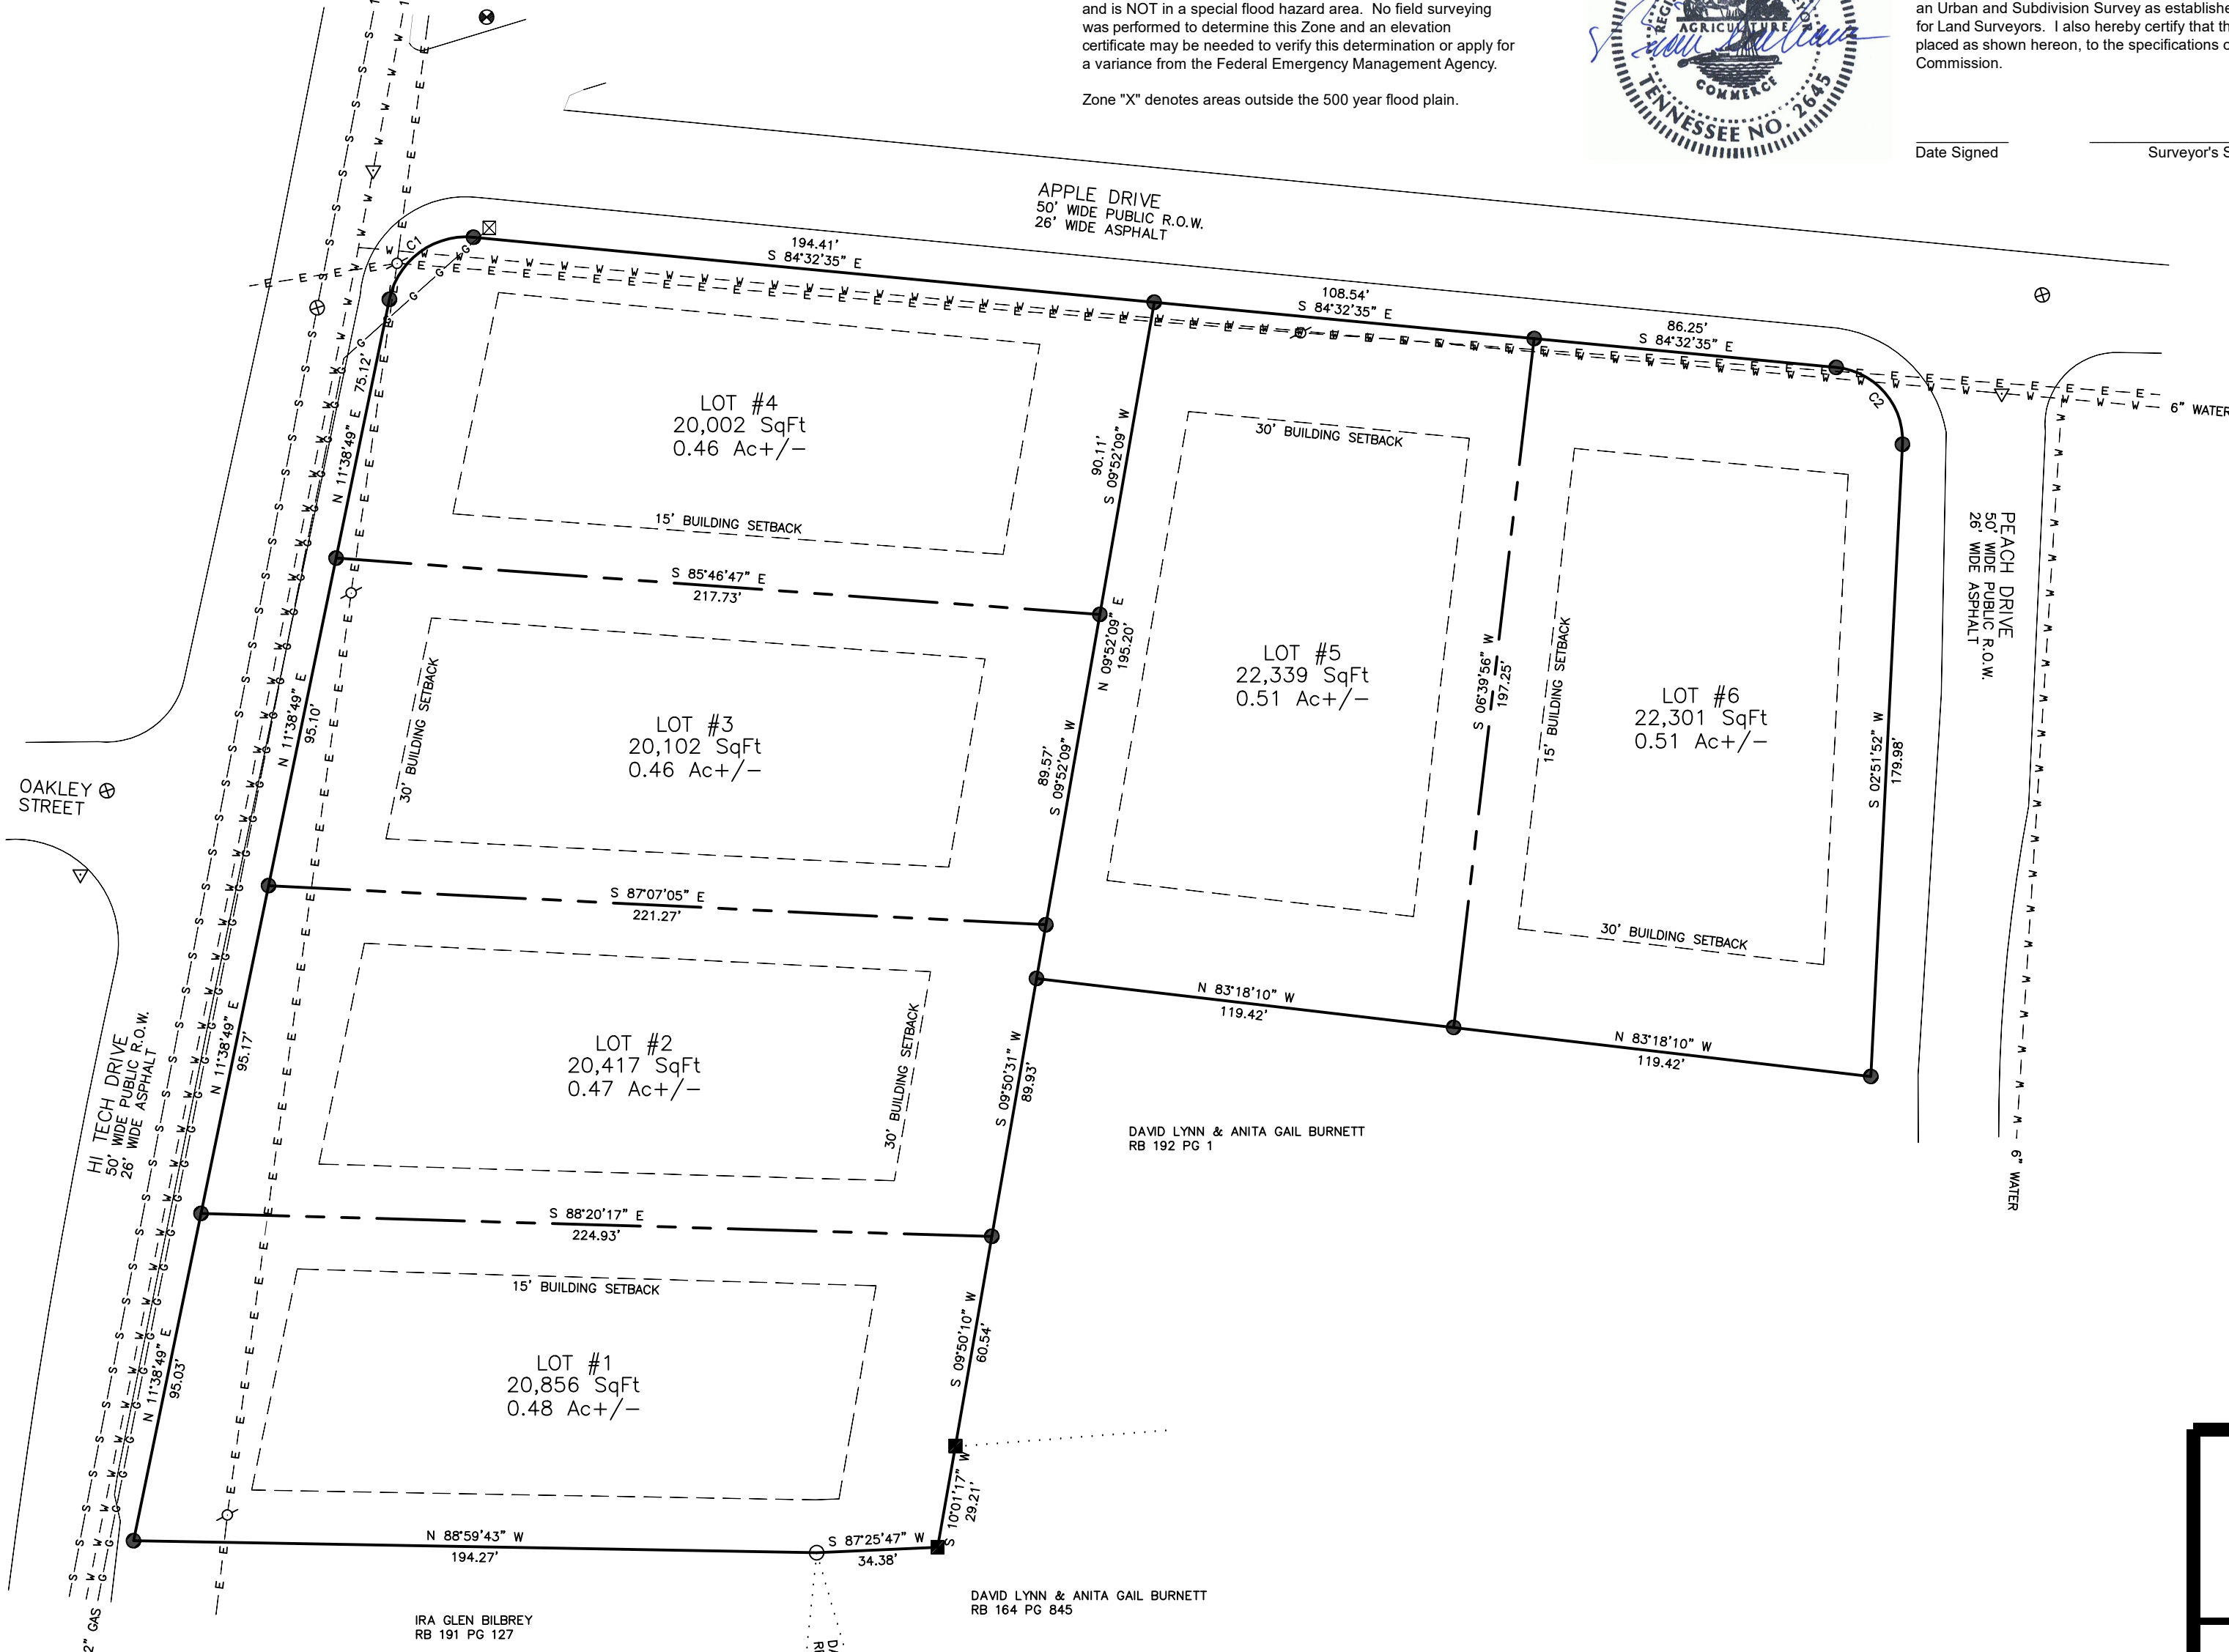 and is NOT in a special flood hazard area. No field surveying
was performed to determine this Zone and an elevation
certificate may be needed to verify this determination or apply for
a variance from the Federal Emergency Management Agency.
Zone "X" denotes areas outside the 500 year flood plain.
AGRICULTURE
COMMERCE
TENNESSEE NO. 2645
an Urban and Subdivision Survey as
for Land Surveyors. I also hereby certify that
placed as shown hereon, to the specifications
Commission.
Date Signed
Surveyor's
APPLE DRIVE
50' WIDE PUBLIC R.O.W.
26' WIDE ASPHALT
194.41'
S 84°32'35" E
108.54'
S 84°32'35" E
86.25'
S 84°32'35" E
C1
C2
6" WATER
N 11°38'49" E 75.12'
LOT #4
20,002 SqFt
0.46 Ac+/-
15' BUILDING SETBACK
90.11'
S 09°52'09" W
30' BUILDING SETBACK
S 85°46'47" E
217.73'
N 09°52'09" E
195.20'
LOT #5
22,339 SqFt
0.51 Ac+/-
S 06°39'56" W
197.25'
15' BUILDING SETBACK
LOT #6
22,301 SqFt
0.51 Ac+/-
30' BUILDING SETBACK
S 02°51'52" W
179.98'
PEACH DRIVE
50' WIDE PUBLIC R.O.W.
26' WIDE ASPHALT
N 11°38'49" E
95.10'
30' BUILDING SETBACK
LOT #3
20,102 SqFt
0.46 Ac+/-
89.57'
S 09°52'09" W
OAKLEY
STREET
S 87°07'05" E
221.27'
N 83°18'10" W
119.42'
N 83°18'10" W
119.42'
HI TECH DRIVE
50' WIDE PUBLIC R.O.W.
26' WIDE ASPHALT
N 11°38'49" E
95.17'
LOT #2
20,417 SqFt
0.47 Ac+/-
30' BUILDING SETBACK
S 09°50'31" W
89.93'
DAVID LYNN & ANITA GAIL BURNETT
RB 192 PG 1
6" WATER
S 88°20'17" E
224.93'
15' BUILDING SETBACK
N 11°38'49" E
95.03'
LOT #1
20,856 SqFt
0.48 Ac+/-
S 09°50'10" W
60.54'
S 10°01'17" W
29.21'
N 88°59'43" W
194.27'
S 87°25'47" W
34.38'
DAVID LYNN & ANITA GAIL BURNETT
RB 164 PG 845
IRA GLEN BILBREY
RB 191 PG 127
2" GAS